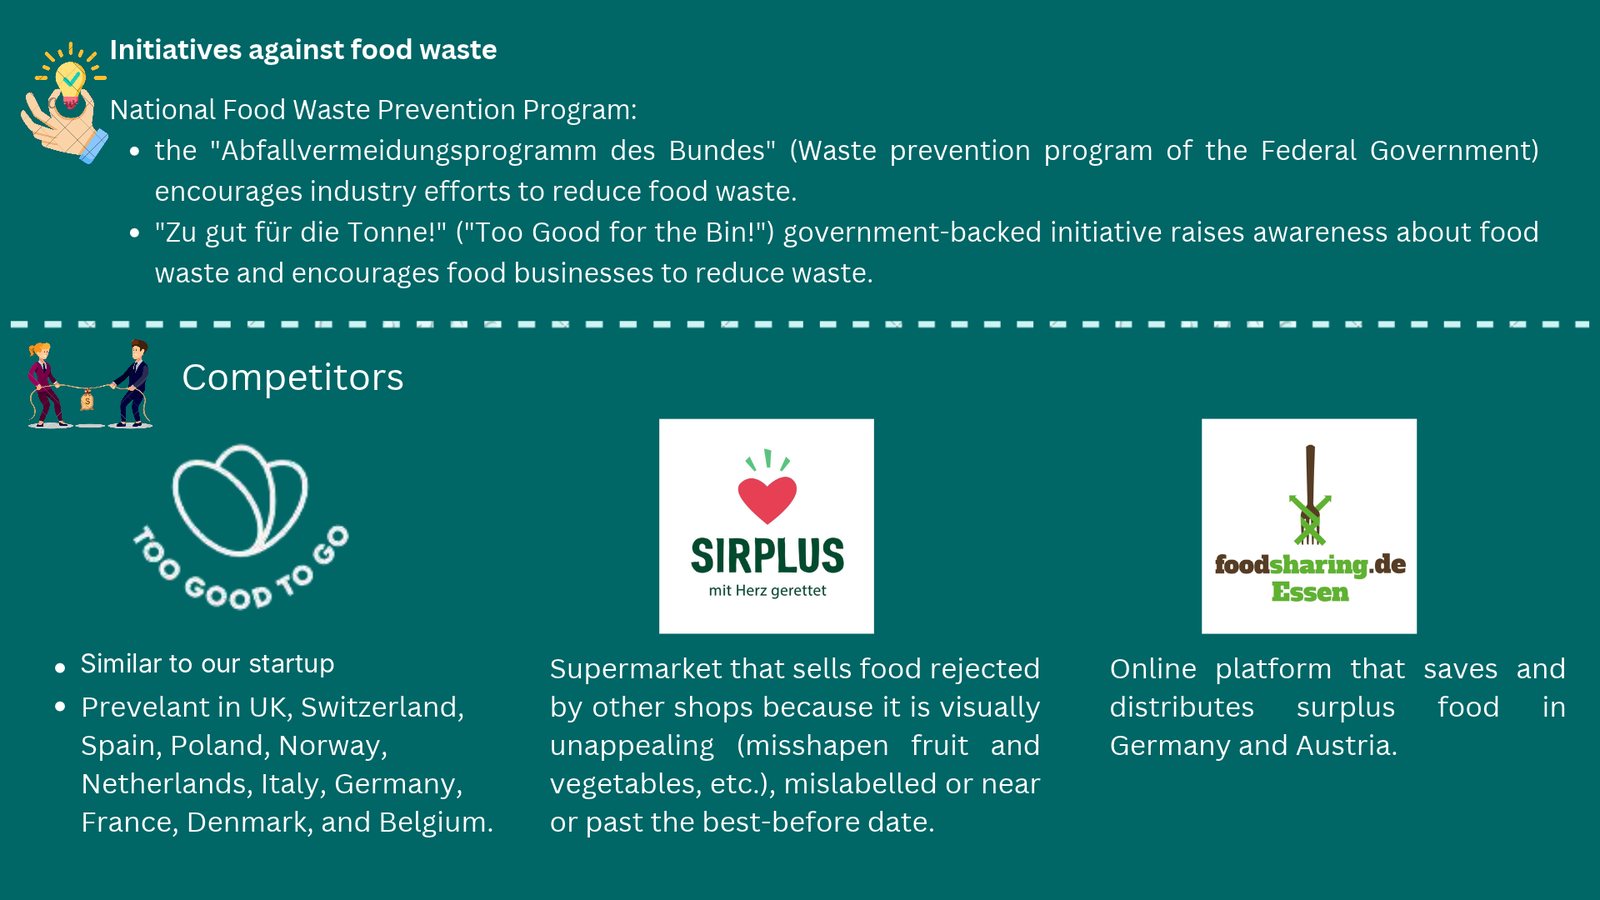 Initiatives against food waste
National Food Waste Prevention Program:
the "Abfallvermeidungsprogramm des Bundes" (Waste prevention program of the Federal Government)
encourages industry efforts to reduce food waste.
"Zu gut für die Tonne!" ("Too Good for the Bin!") government-backed initiative raises awareness about food
waste and encourages food businesses to reduce waste.
Competitors
TOO GOOD TO GO
Similar to our startup
Prevelant in UK, Switzerland,
Spain, Poland, Norway,
Netherlands, Italy, Germany,
France, Denmark, and Belgium.
SIRPLUS
mit Herz gerettet
Supermarket that sells food rejected
by other shops because it is visually
unappealing (misshapen fruit and
vegetables, etc.), mislabelled or near
or past the best-before date.
foodsharing.de
Essen
Online platform that saves and
distributes surplus food in
Germany and Austria.